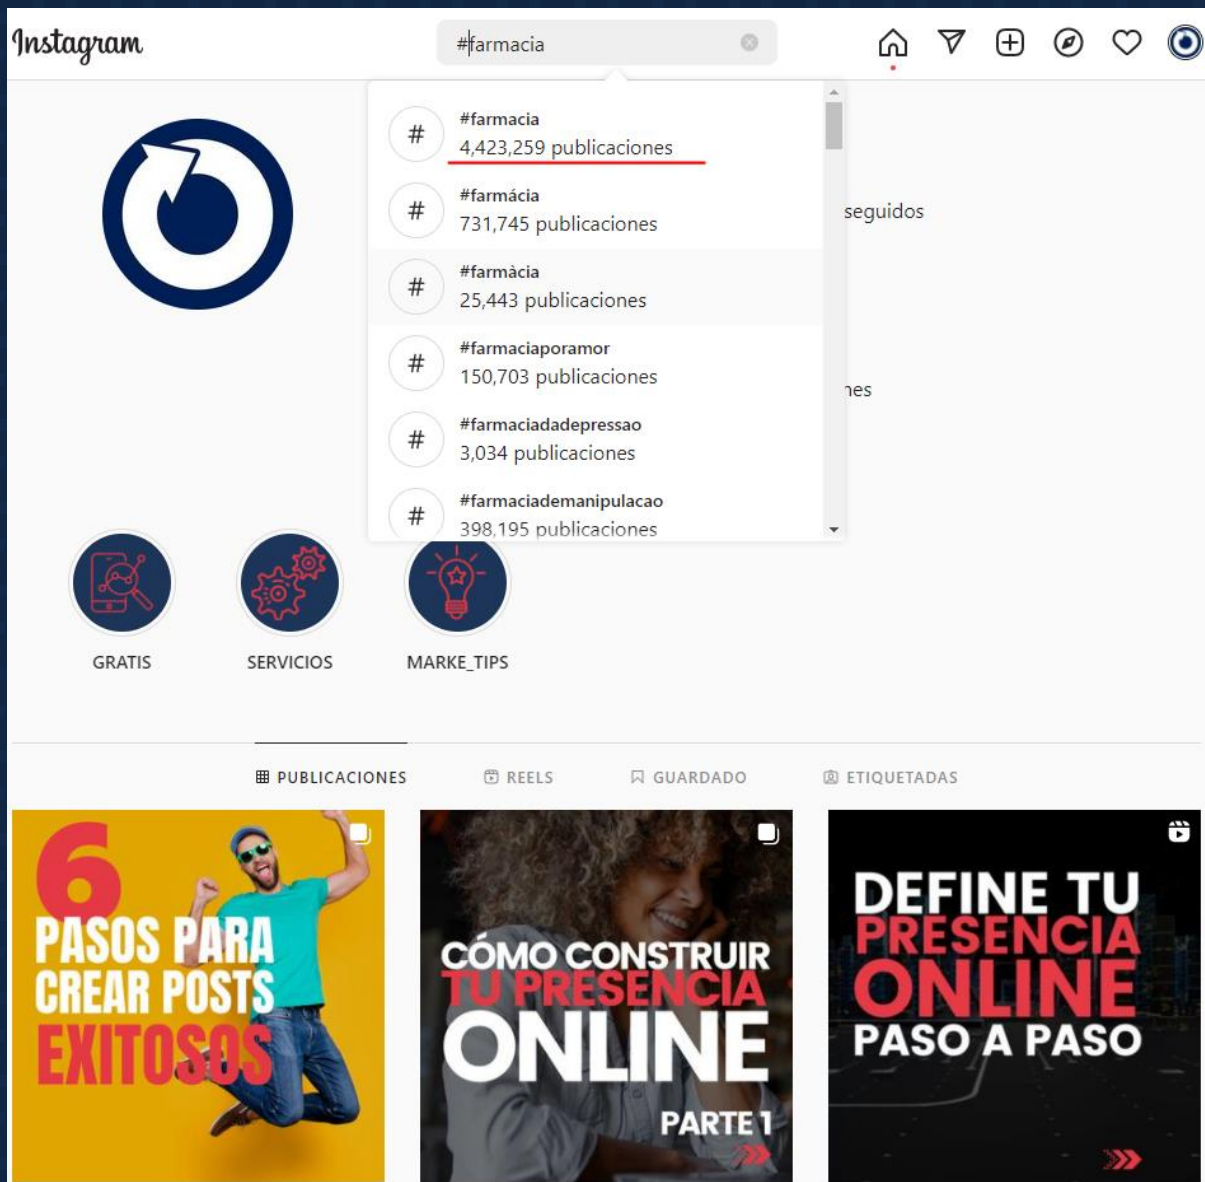 Instagram
#farmacia
#farmacia
4,423,259 publicaciones
#farmácia
731,745 publicaciones
seguidos
#farmàcia
25,443 publicaciones
#farmaciaporamor
150,703 publicaciones
nes
#farmaciadadepressao
3,034 publicaciones
#farmaciademanipulacao
398,195 publicaciones
GRATIS
SERVICIOS
MARKE_TIPS
PUBLICACIONES
REELS
GUARDADO
ETIQUETADAS
6
PASOS PARA
CREAR POSTS
EXITOSOS
CÓMO CONSTRUIR
TU PRESENCIA
ONLINE
PARTE 1
DEFINE TU
PRESENCIA
ONLINE
PASO A PASO